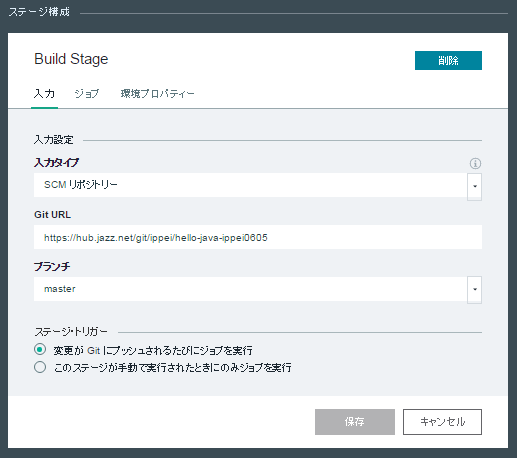 ステージ構成
Build Stage
削除
入力 ジョブ 環境プロパティー
入力設定
入力タイプ
SCM リポジトリー
Git URL
https://hub.jazz.net/git/ippei/hello-java-ippei0605
ブランチ
master
ステージ・トリガー
変更が Git にプッシュされるたびにジョブを実行
このステージが手動で実行されたときにのみジョブを実行
保存 キャンセル